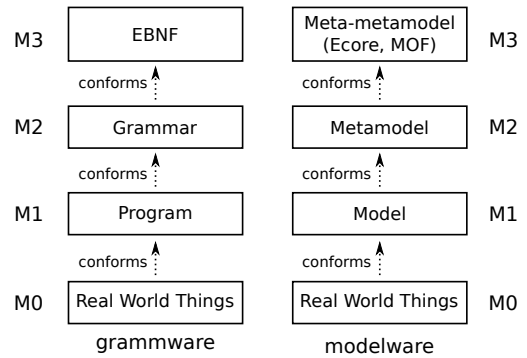 M3
EBNF
Meta-metamodel
(Ecore, MOF)
M3
conforms
conforms
M2
Grammar
Metamodel
M2
conforms
conforms
M1
Program
Model
M1
conforms
conforms
M0
Real World Things
Real World Things
M0
grammware
modelware